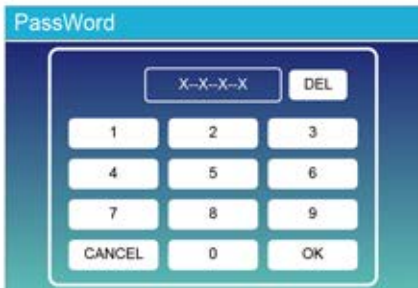 PassWord
X--X--X--X DEL
1 2 3
4 5 6
7 8 9
CANCEL 0 OK